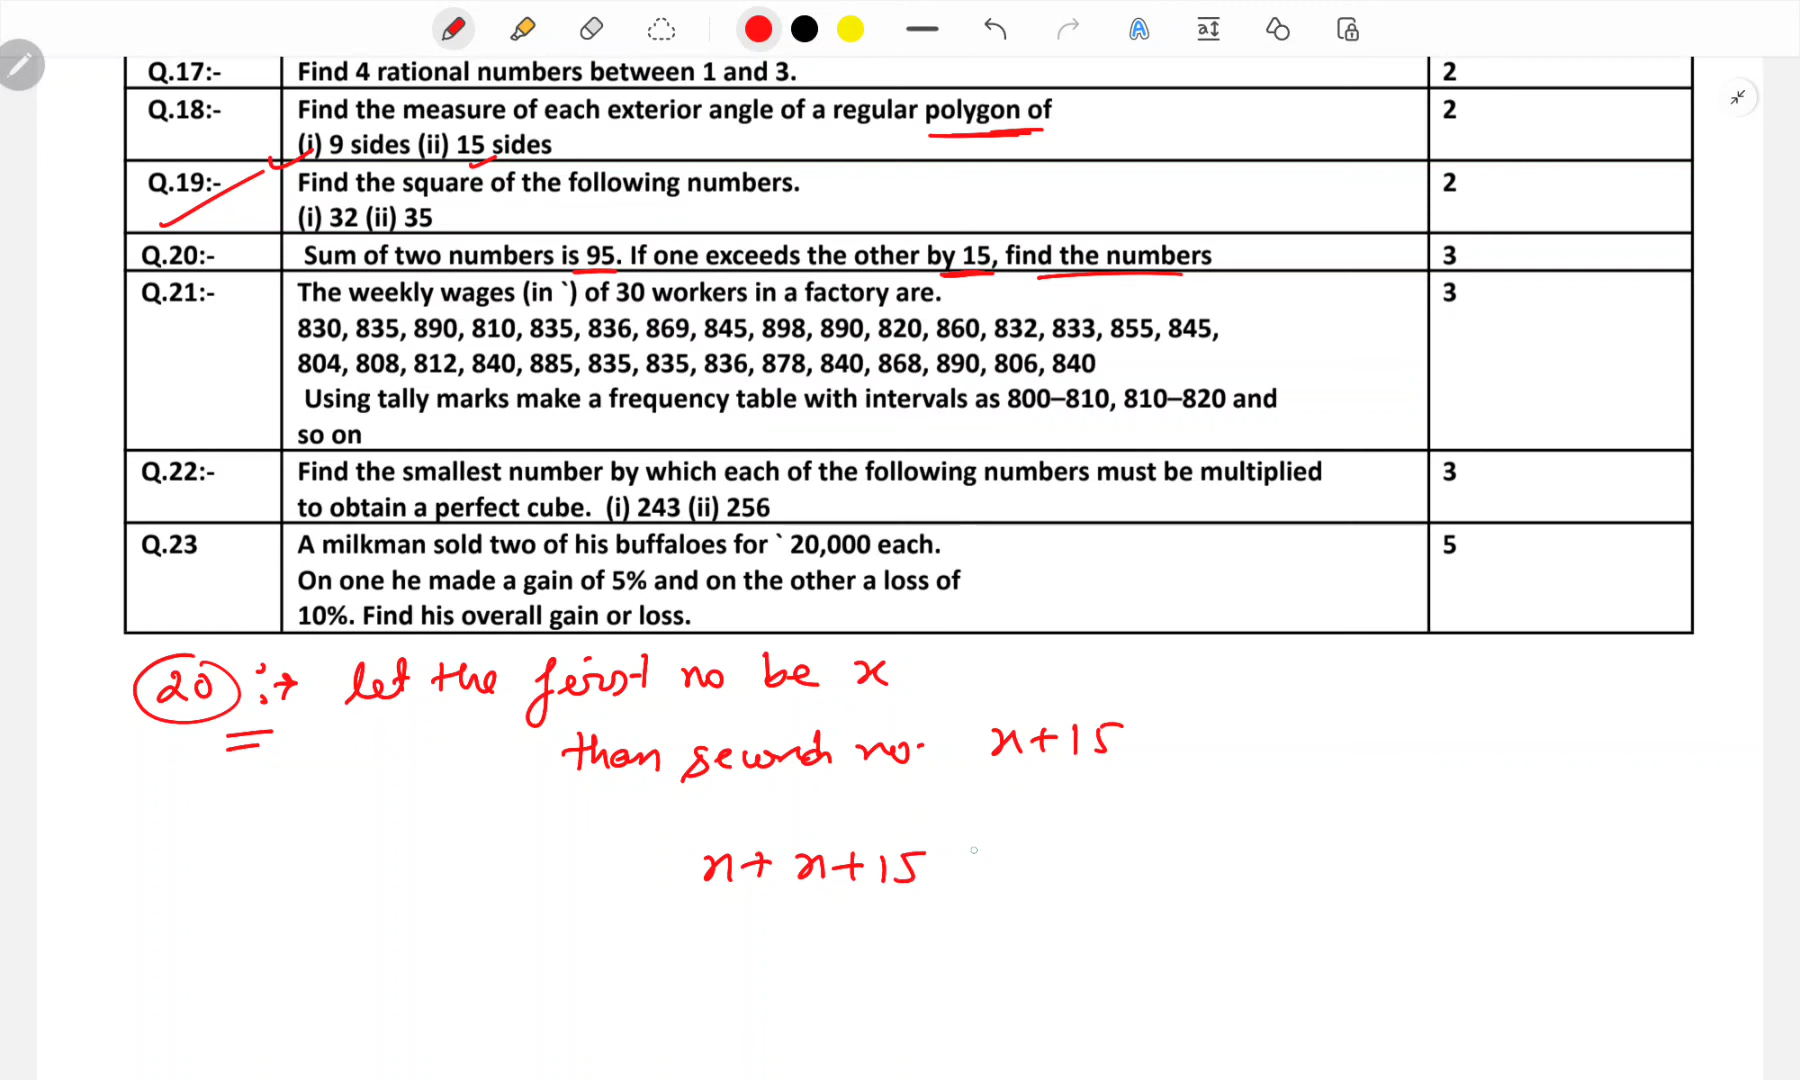 Q.17:- Find 4 rational numbers between 1 and 3. 2
Q.18:- Find the measure of each exterior angle of a regular polygon of 2
(i) 9 sides (ii) 15 sides
Q.19:- Find the square of the following numbers. 2
(i) 32 (ii) 35
Q.20:- Sum of two numbers is 95. If one exceeds the other by 15, find the numbers 3
Q.21:- The weekly wages (in `) of 30 workers in a factory are. 3
830, 835, 890, 810, 835, 836, 869, 845, 898, 890, 820, 860, 832, 833, 855, 845,
804, 808, 812, 840, 885, 835, 835, 836, 878, 840, 868, 890, 806, 840
Using tally marks make a frequency table with intervals as 800–810, 810–820 and
so on
Q.22:- Find the smallest number by which each of the following numbers must be multiplied 3
to obtain a perfect cube. (i) 243 (ii) 256
Q.23 A milkman sold two of his buffaloes for ` 20,000 each. 5
On one he made a gain of 5% and on the other a loss of
10%. Find his overall gain or loss.
20 :→ let the first no be x
then second no. x+15
x+ x+15